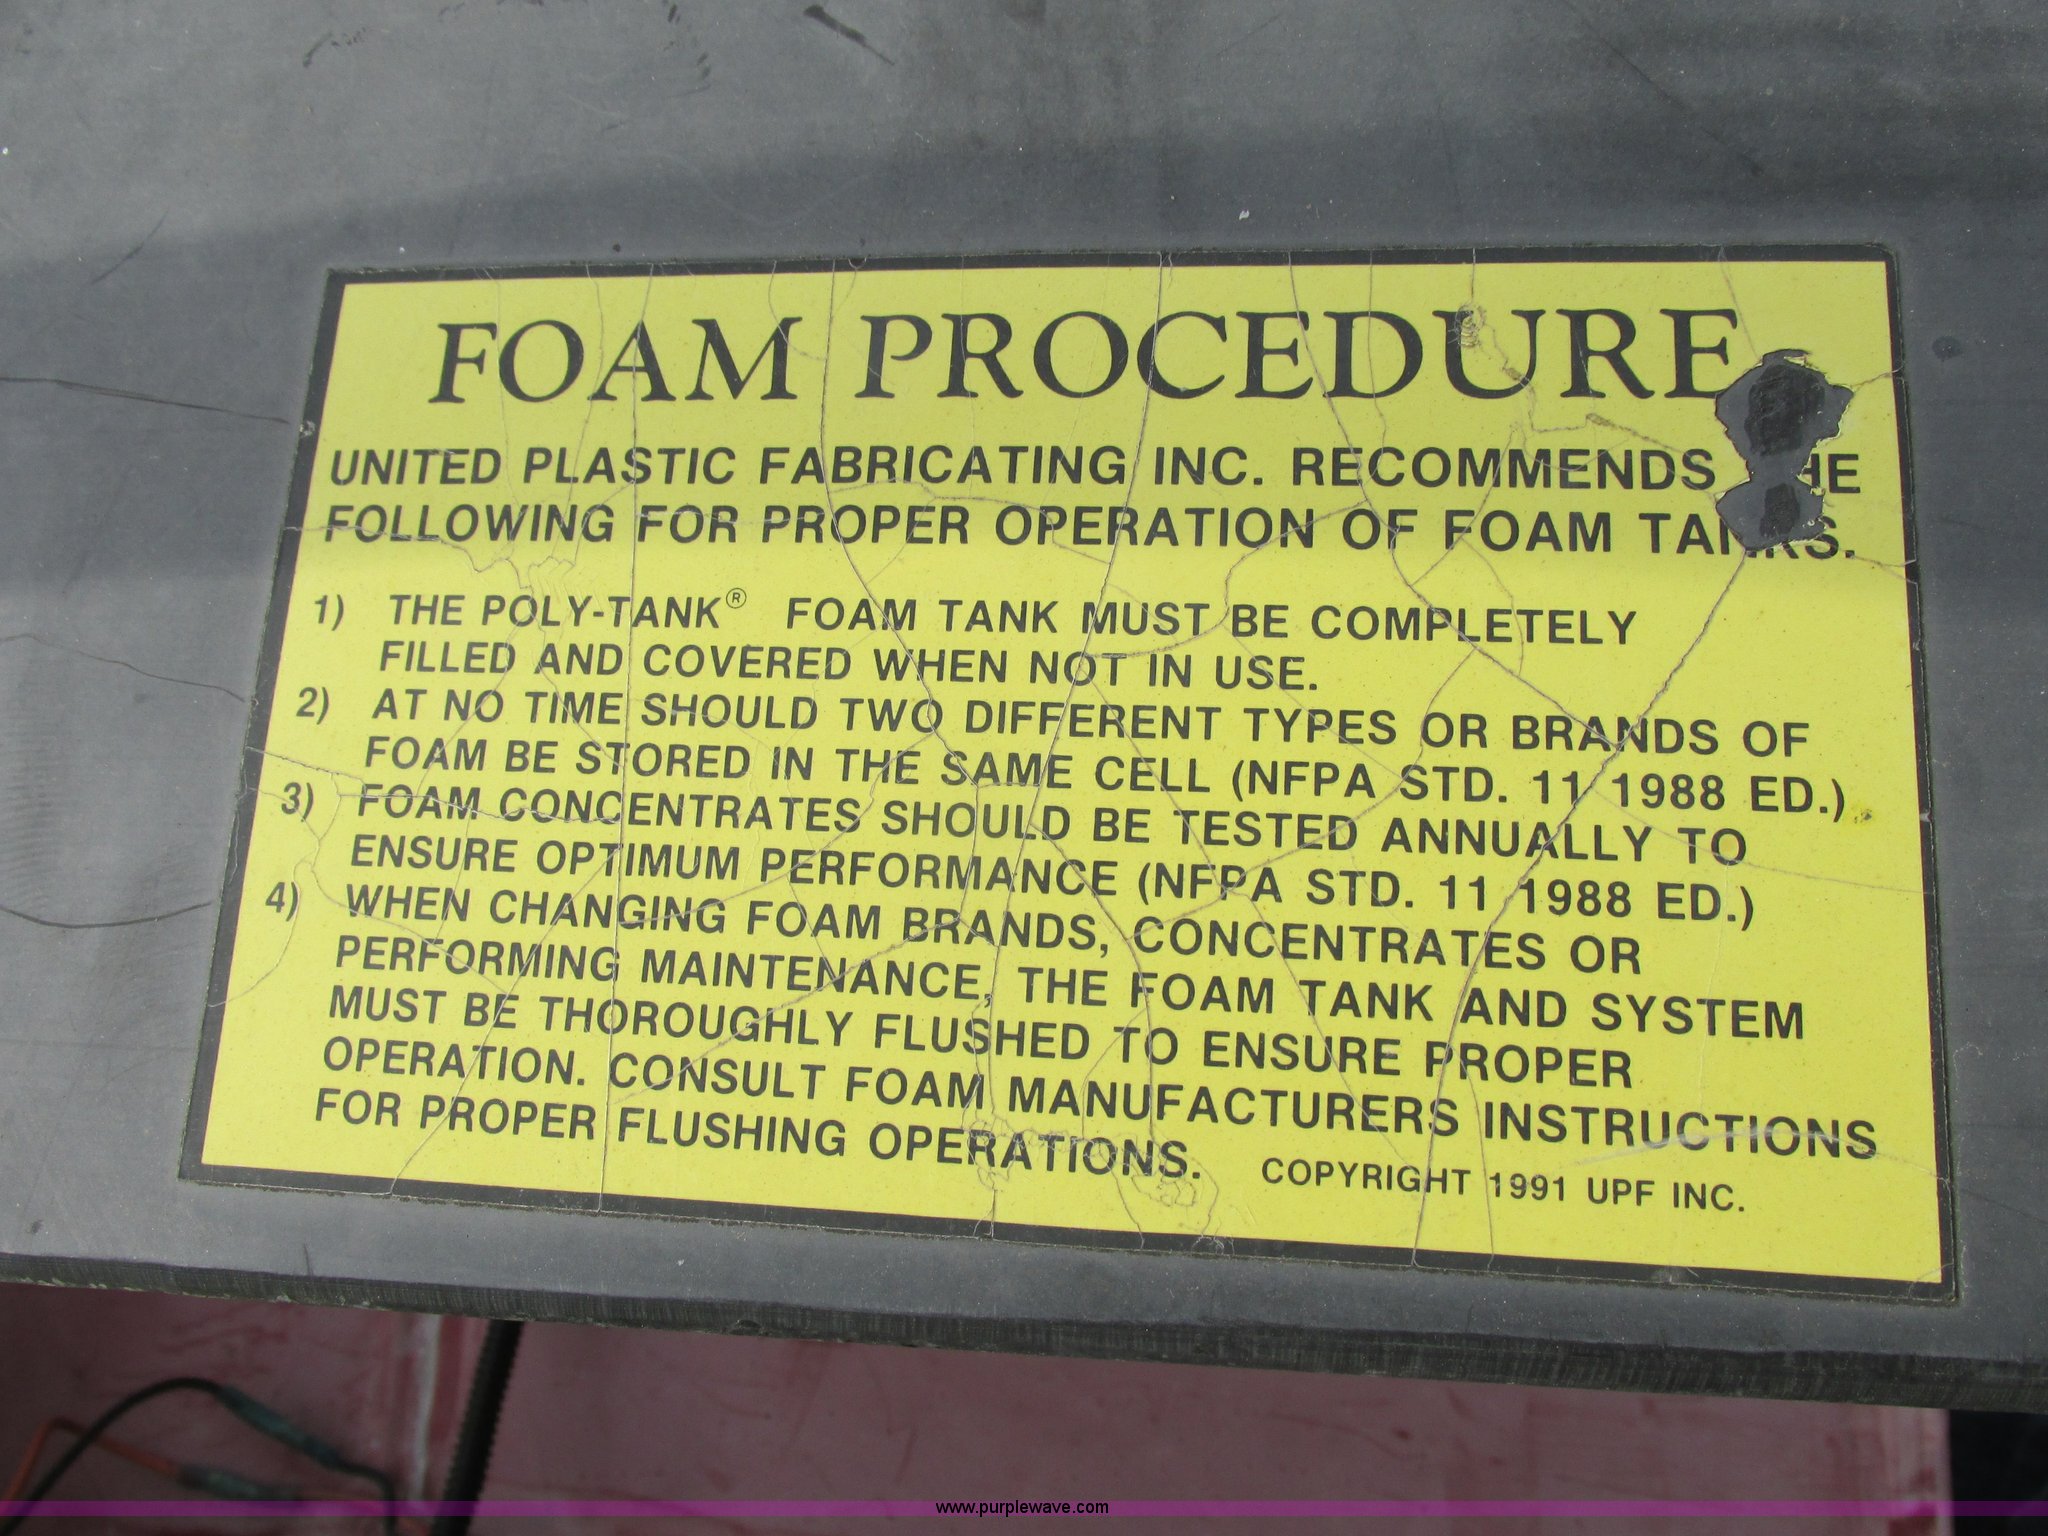 FOAM PROCEDURE
UNITED PLASTIC FABRICATING INC. RECOMMENDS THE
FOLLOWING FOR PROPER OPERATION OF FOAM TANKS.
1) THE POLY-TANK® FOAM TANK MUST BE COMPLETELY
FILLED AND COVERED WHEN NOT IN USE.
2) AT NO TIME SHOULD TWO DIFFERENT TYPES OR BRANDS OF
FOAM BE STORED IN THE SAME CELL (NFPA STD. 11 1988 ED.)
3) FOAM CONCENTRATES SHOULD BE TESTED ANNUALLY TO
ENSURE OPTIMUM PERFORMANCE (NFPA STD. 11 1988 ED.)
4) WHEN CHANGING FOAM BRANDS, CONCENTRATES OR
PERFORMING MAINTENANCE, THE FOAM TANK AND SYSTEM
MUST BE THOROUGHLY FLUSHED TO ENSURE PROPER
OPERATION. CONSULT FOAM MANUFACTURERS INSTRUCTIONS
FOR PROPER FLUSHING OPERATIONS.
COPYRIGHT 1991 UPF INC.
www.purplewave.com